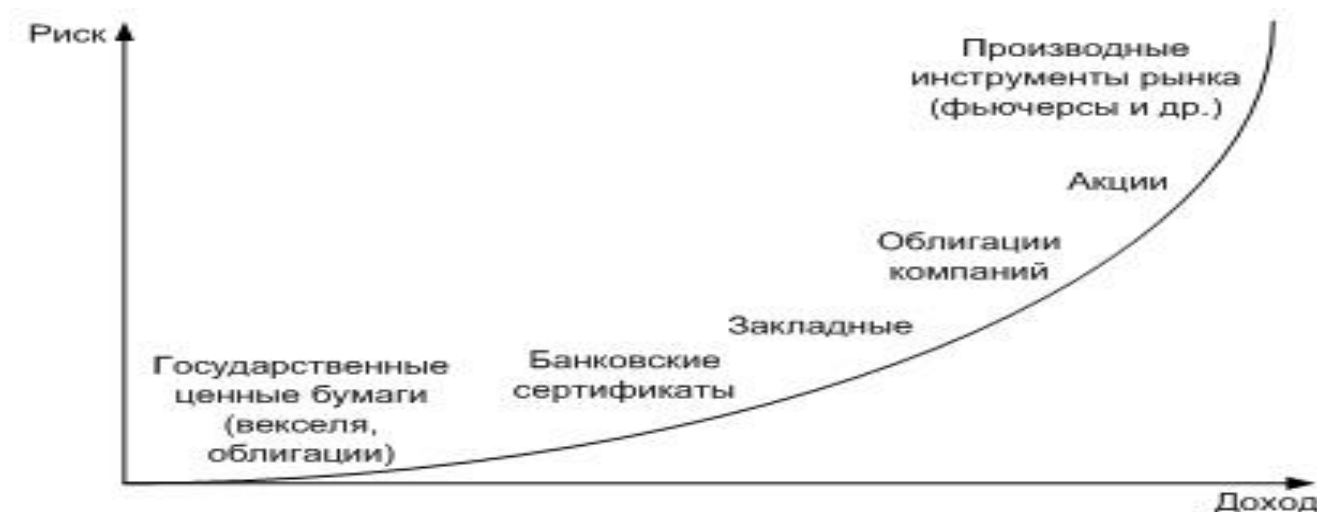 Риск
Производные
инструменты рынка
(фьючерсы и др.)
Акции
Облигации
компаний
Закладные
Банковские
сертификаты
Государственные
ценные бумаги
(векселя,
облигации)
Доход